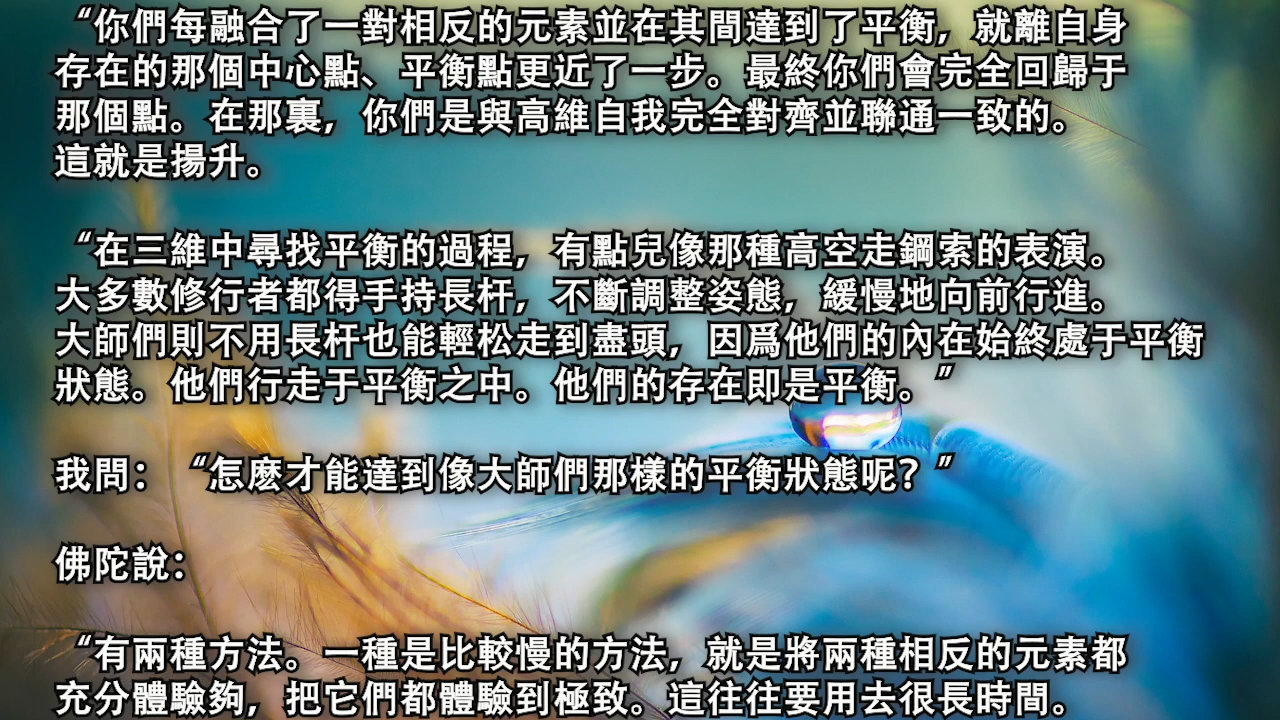 “你們每融合了一對相反的元素並在其間達到了平衡，就離自身
存在的那個中心點、平衡點更近了一步。最終你們會完全回歸于
那個點。在那裏，你們是與高維自我完全對齊並聯通一致的。
這就是揚升。
“在三維中尋找平衡的過程，有點兒像那種高空走鋼索的表演。
大多數修行者都得手持長杆，不斷調整姿態，緩慢地向前行進。
大師們則不用長杆也能輕松走到盡頭，因爲他們的內在始終處于平衡
狀態。他們行走于平衡之中。他們的存在即是平衡。”
我問：“怎麽才能達到像大師們那樣的平衡狀態呢？”
佛陀說：
“有兩種方法。一種是比較慢的方法，就是將兩種相反的元素都
充分體驗夠，把它們都體驗到極致。這往往要用去很長時間。